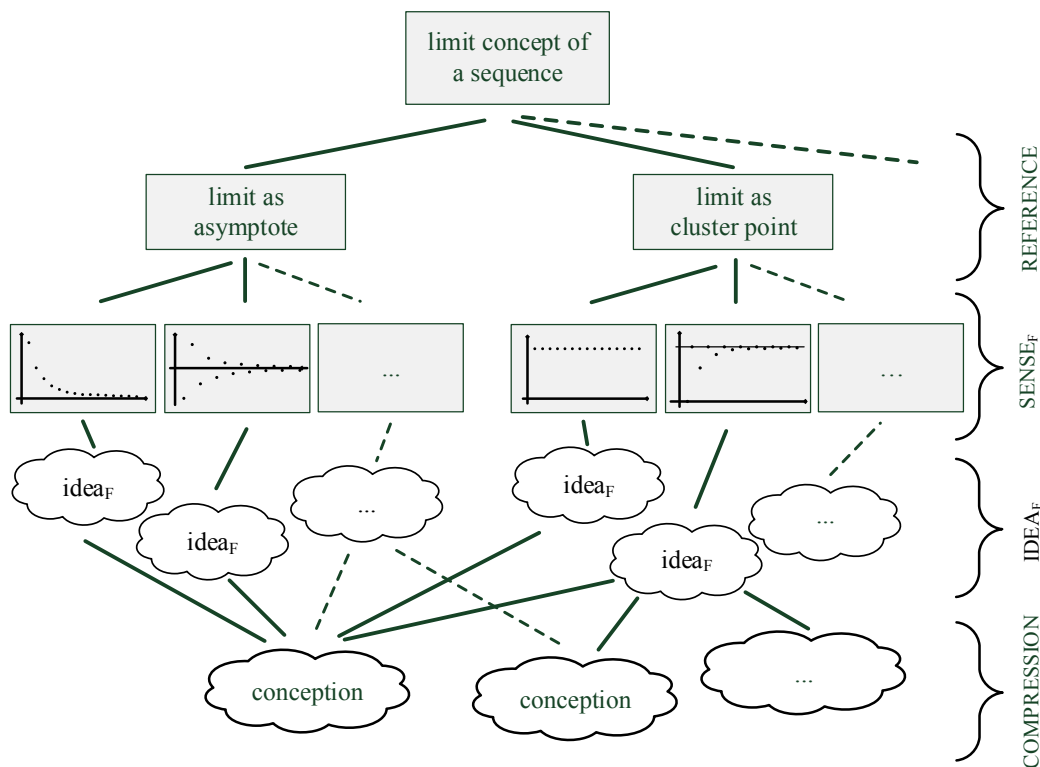 limit concept of
a sequence
REFERENCE
limit as
asymptote
limit as
cluster point
SENSE_F
...
...
IDEA_F
idea_F
idea_F
...
idea_F
idea_F
...
COMPRESSION
conception
conception
...